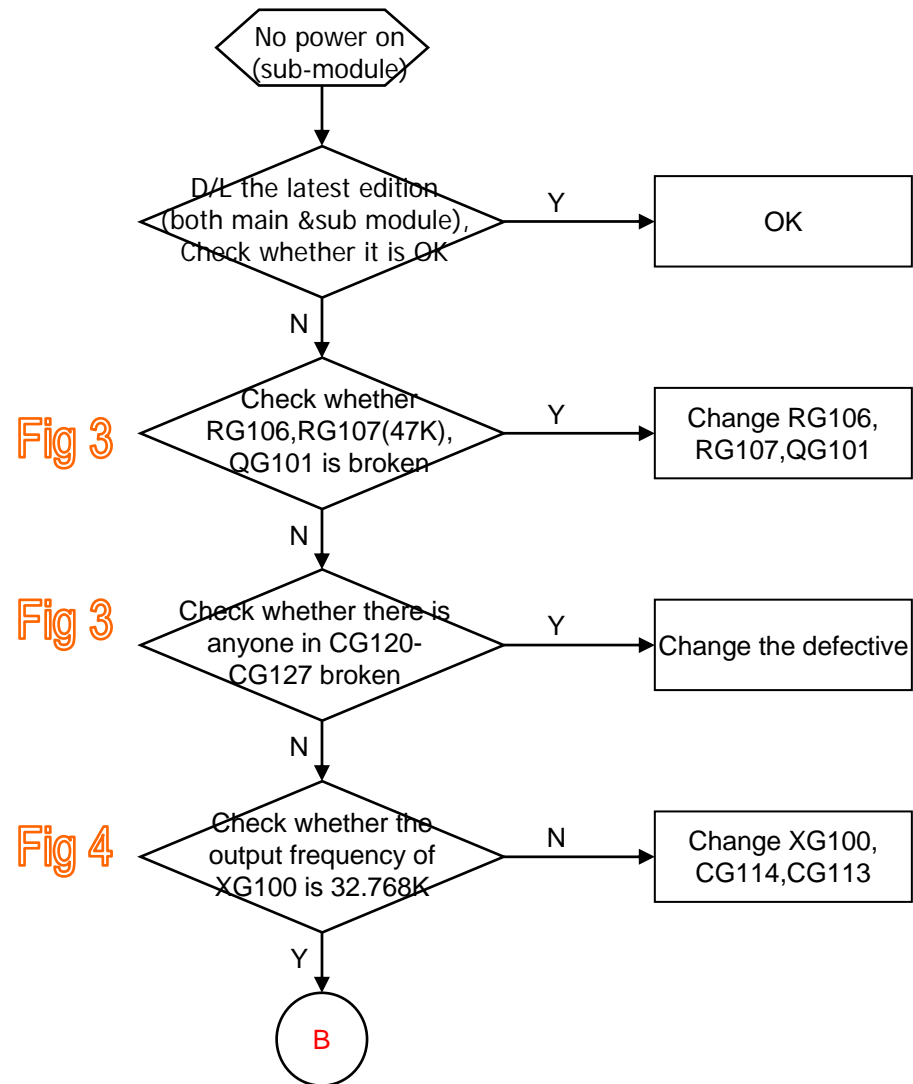 No power on
(sub-module)
D/L the latest edition
(both main &sub module),
Check whether it is OK
Y
OK
N
Fig 3
Check whether
RG106,RG107(47K),
QG101 is broken
Y
Change RG106,
RG107,QG101
N
Fig 3
Check whether there is
anyone in CG120-
CG127 broken
Y
Change the defective
N
Fig 4
Check whether the
output frequency of
XG100 is 32.768K
N
Change XG100,
CG114,CG113
Y
B